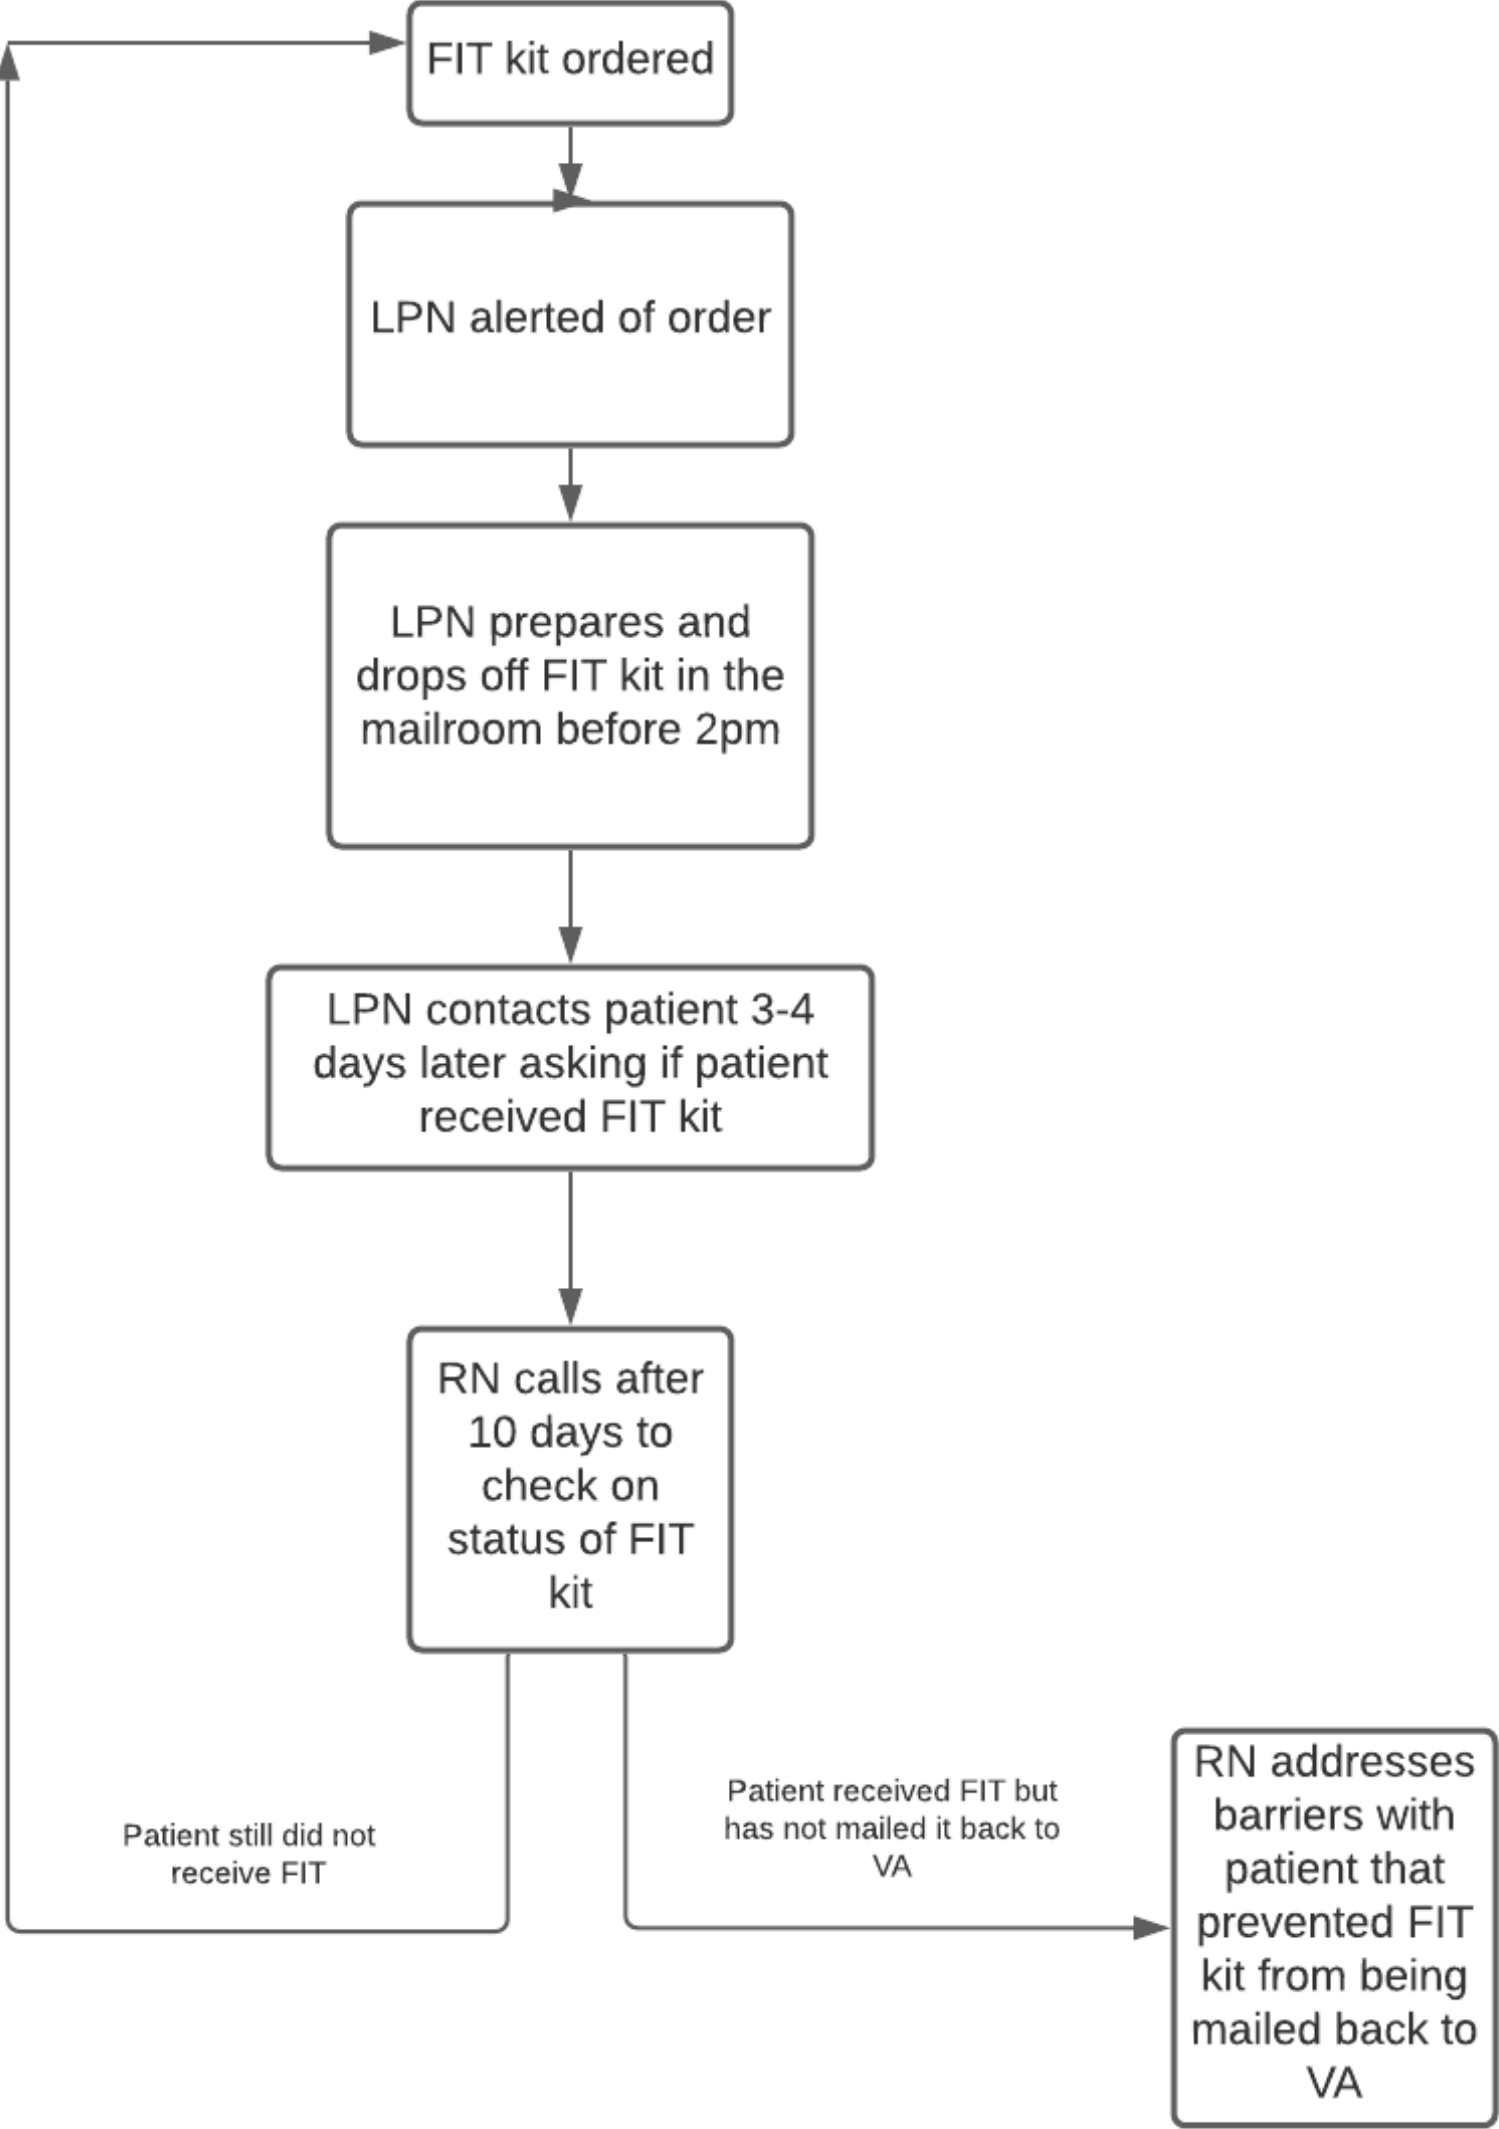 FIT kit ordered
LPN alerted of order
LPN prepares and
drops off FIT kit in the
mailroom before 2pm
LPN contacts patient 3-4
days later asking if patient
received FIT kit
RN calls after
10 days to
check on
status of FIT
kit
Patient still did not
receive FIT
Patient received FIT but
has not mailed it back to
VA
RN addresses
barriers with
patient that
prevented FIT
kit from being
mailed back to
VA